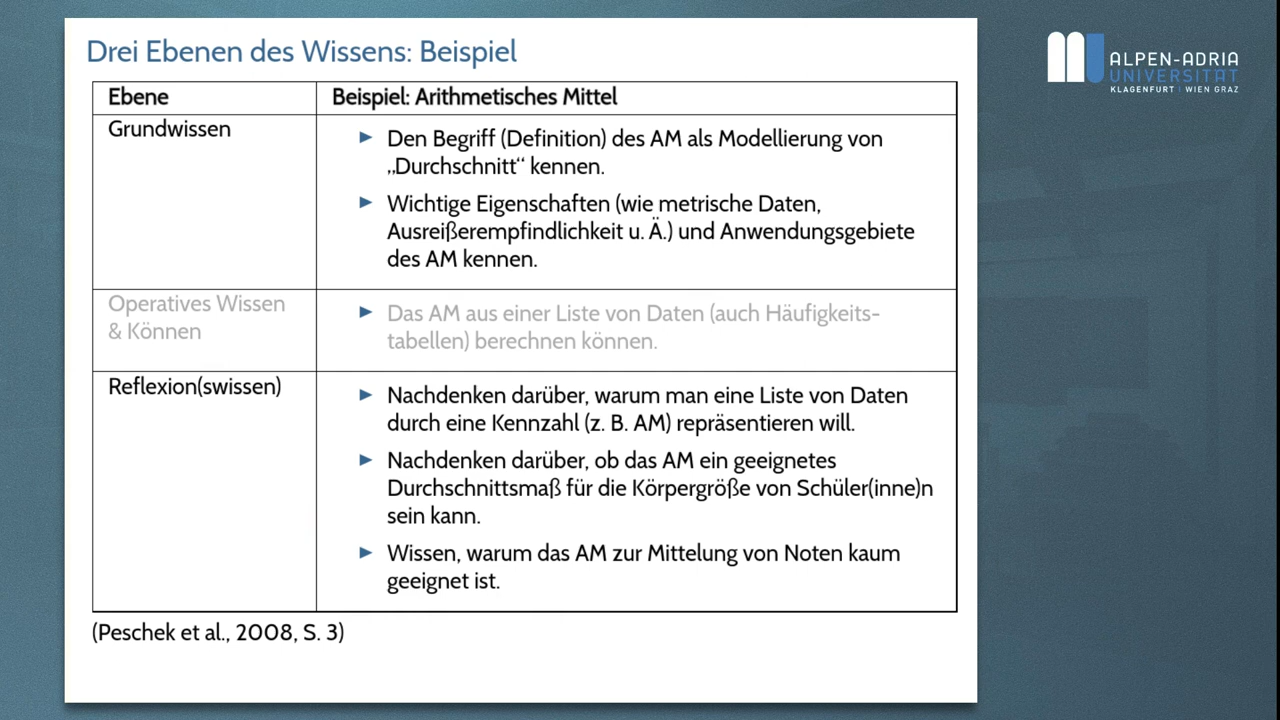 Drei Ebenen des Wissens: Beispiel
Ebene
Beispiel: Arithmetisches Mittel
Grundwissen
► Den Begriff (Definition) des AM als Modellierung von
„Durchschnitt“ kennen.
► Wichtige Eigenschaften (wie metrische Daten,
Ausreißerempfindlichkeit u. Ä.) und Anwendungsgebiete
des AM kennen.
Operatives Wissen
& Können
► Das AM aus einer Liste von Daten (auch Häufigkeits-
tabellen) berechnen können.
Reflexion(swissen)
► Nachdenken darüber, warum man eine Liste von Daten
durch eine Kennzahl (z. B. AM) repräsentieren will.
► Nachdenken darüber, ob das AM ein geeignetes
Durchschnittsmaß für die Körpergröße von Schüler(inne)n
sein kann.
► Wissen, warum das AM zur Mittelung von Noten kaum
geeignet ist.
(Peschek et al., 2008, S. 3)
ALPEN-ADRIA
UNIVERSITÄT
KLAGENFURT | WIEN GRAZ